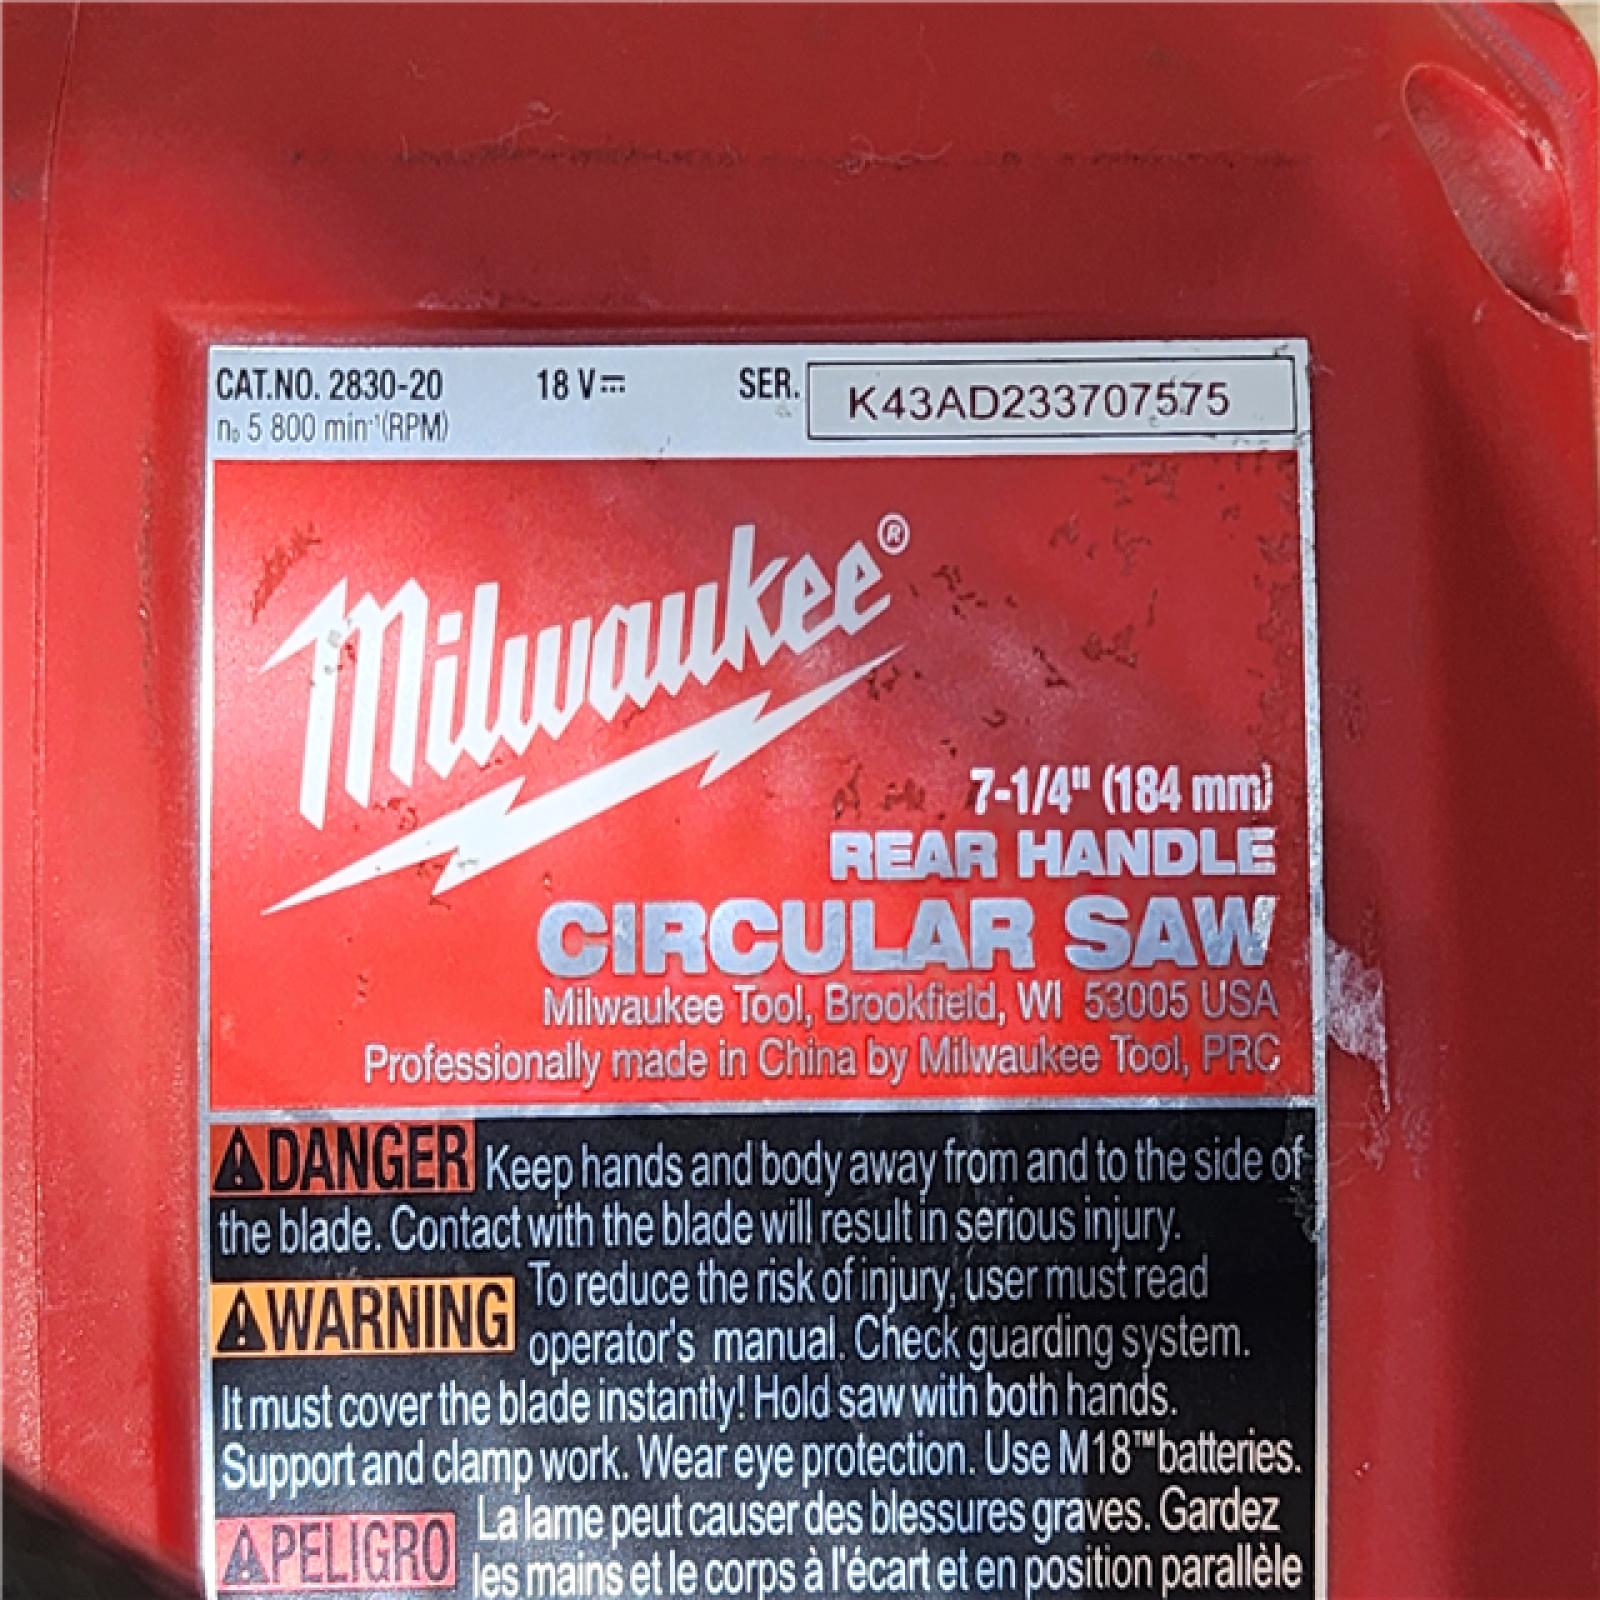 CAT.NO. 2830-20 18 V⎓ SER. K43AD233707575
n₀ 5 800 min⁻¹(RPM)
Milwaukee®
7-1/4" (184 mm)
REAR HANDLE
CIRCULAR SAW
Milwaukee Tool, Brookfield, WI 53005 USA
Professionally made in China by Milwaukee Tool, PRC
⚠DANGER Keep hands and body away from and to the side of
the blade. Contact with the blade will result in serious injury.
⚠WARNING To reduce the risk of injury, user must read
operator's manual. Check guarding system.
It must cover the blade instantly! Hold saw with both hands.
Support and clamp work. Wear eye protection. Use M18™ batteries.
⚠PELIGRO La lame peut causer des blessures graves. Gardez
les mains et le corps à l'écart et en position parallèle